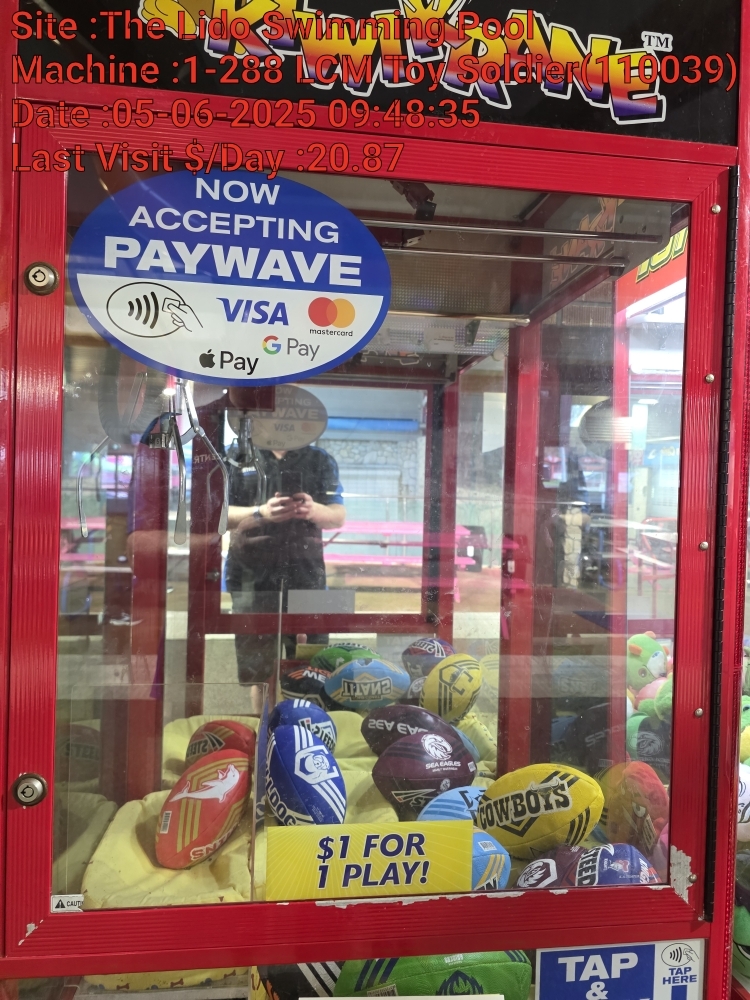 Site :The Lido Swimming Pool
Machine :1-288 LCM Toy Soldier(110039)
Date :05-06-2025 09:48:35
Last Visit $/Day :20.87
TM
NOW
ACCEPTING
PAYWAVE
VISA
mastercard
Pay
G Pay
SEA EAGLES
COWBOYS
$1 FOR
1 PLAY!
TAP
&
TAP
HERE